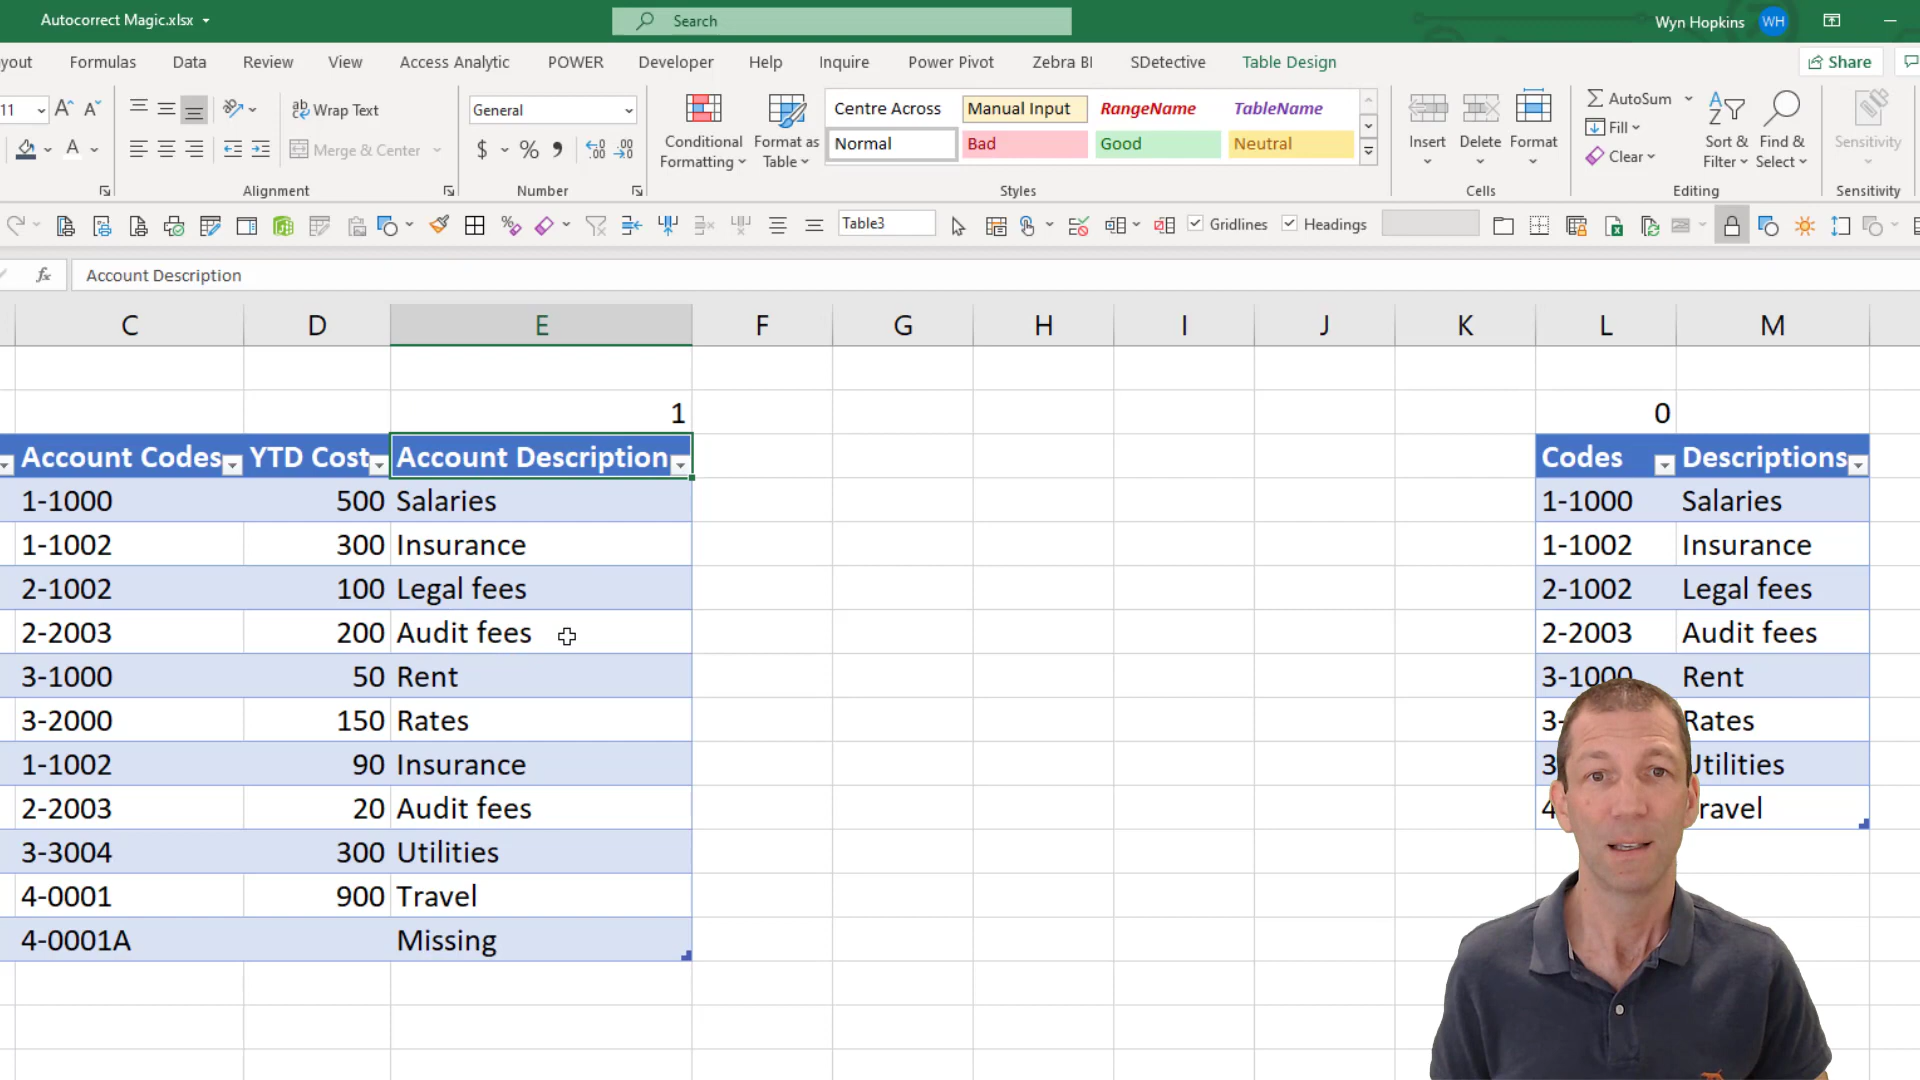 Autocorrect Magic.xlsx
Search
Wyn Hopkins WH
yout Formulas Data Review View Access Analytic POWER Developer Help Inquire Power Pivot Zebra BI SDetective Table Design Share
11 A A ab Wrap Text General Centre Across Manual Input RangeName TableName AutoSum
Merge & Center $ % Normal Bad Good Neutral Fill
Conditional Formatting
Format as Table
Insert Delete Format
Clear
Sort & Filter
Find & Select
Sensitivity
Alignment Number Styles Cells Editing Sensitivity
Table3 Gridlines Headings
fx Account Description
C D E F G H I J K L M
1 0
Account Codes YTD Cost Account Description Codes Descriptions
1-1000 500 Salaries 1-1000 Salaries
1-1002 300 Insurance 1-1002 Insurance
2-1002 100 Legal fees 2-1002 Legal fees
2-2003 200 Audit fees 2-2003 Audit fees
3-1000 50 Rent 3-1000 Rent
3-2000 150 Rates 3- Rates
1-1002 90 Insurance 3 Utilities
2-2003 20 Audit fees 4 ravel
3-3004 300 Utilities
4-0001 900 Travel
4-0001A Missing